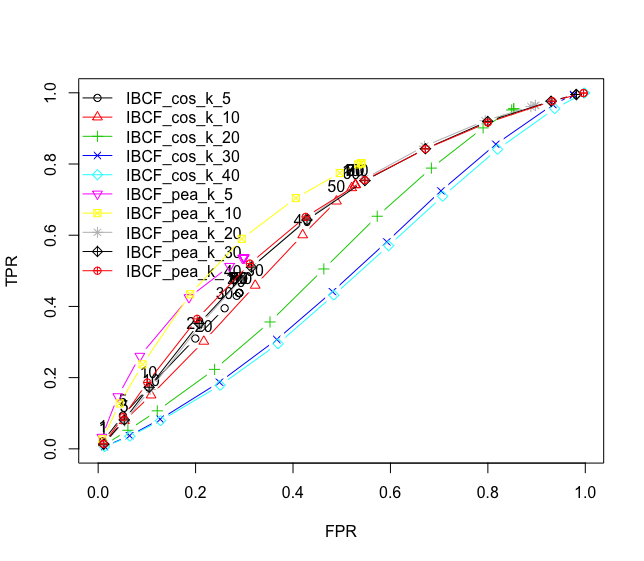 IBCF_cos_k_5
IBCF_cos_k_10
IBCF_cos_k_20
IBCF_cos_k_30
IBCF_cos_k_40
IBCF_pea_k_5
IBCF_pea_k_10
IBCF_pea_k_20
IBCF_pea_k_30
IBCF_pea_k_40
TPR
1.0
0.8
0.6
0.4
0.2
0.0
50
30
20
10
5
1
0.0
0.2
0.4
0.6
0.8
1.0
FPR